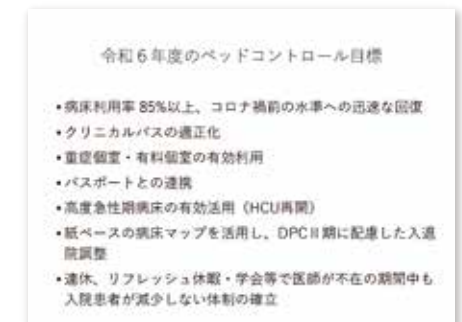 令和６年度のベッドコントロール目標
•病床利用率 85%以上、コロナ禍前の水準への迅速な回復
•クリニカルパスの適正化
•重症個室・有料個室の有効利用
•パスポートとの連携
•高度急性期病床の有効活用（HCU再開）
•紙ベースの病床マップを活用し、DPCⅡ期に配慮した入退
院調整
•連休、リフレッシュ休暇・学会等で医師が不在の期間中も
入院患者が減少しない体制の確立